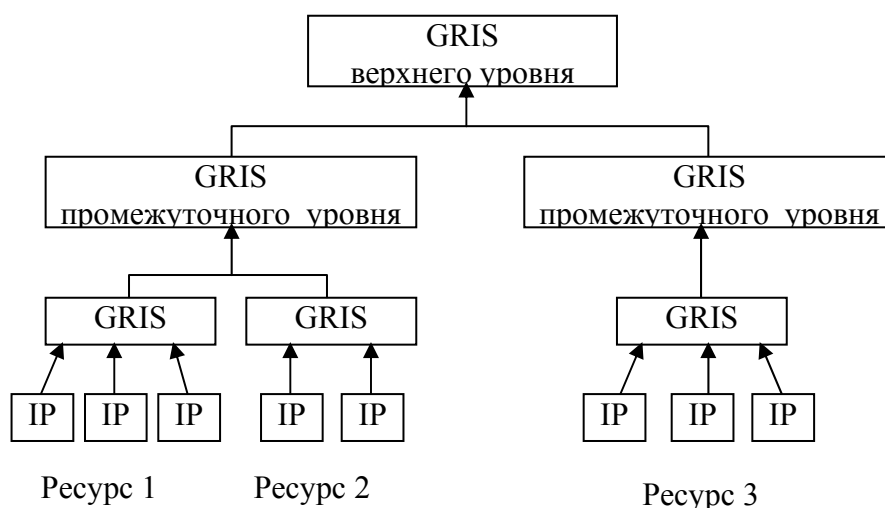 GRIS
верхнего уровня
GRIS
промежуточного уровня
GRIS
промежуточного уровня
GRIS
GRIS
GRIS
IP
IP
IP
IP
IP
IP
IP
IP
Ресурс 1
Ресурс 2
Ресурс 3